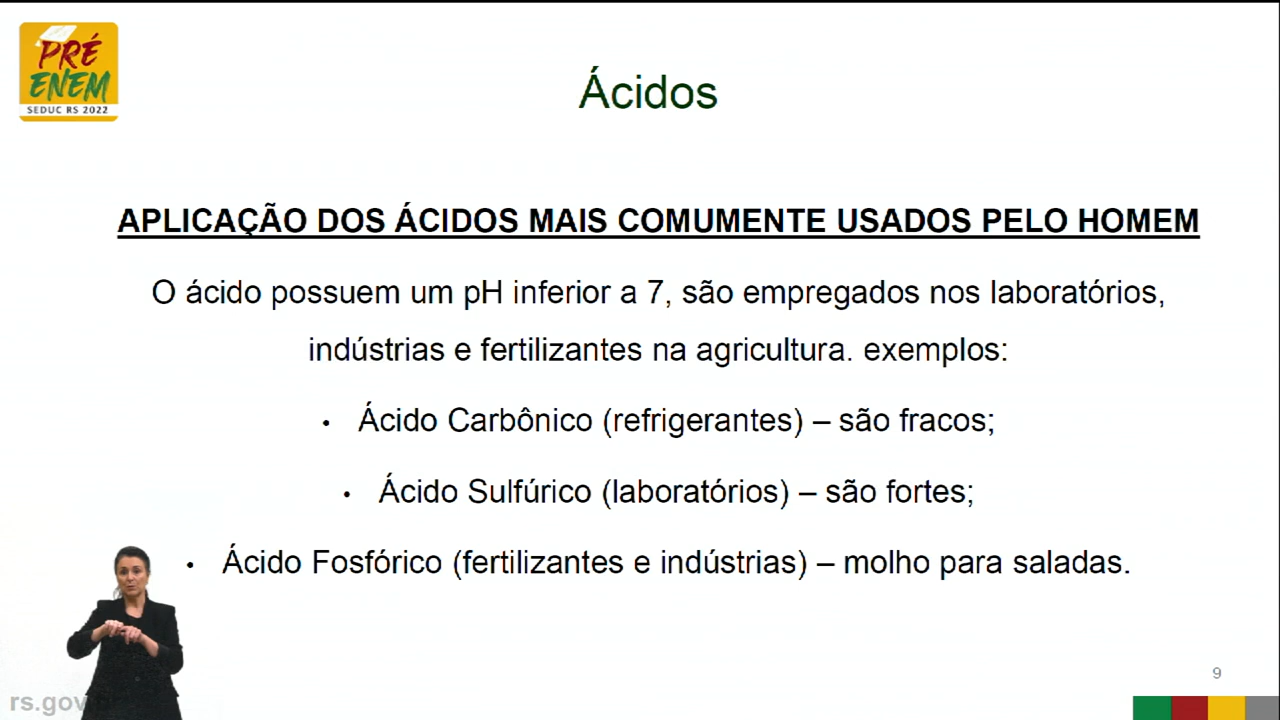 PRÉ
ENEM
SEDUC RS 2022
Ácidos
APLICAÇÃO DOS ÁCIDOS MAIS COMUMENTE USADOS PELO HOMEM
O ácido possuem um pH inferior a 7, são empregados nos laboratórios,
indústrias e fertilizantes na agricultura. exemplos:
• Ácido Carbônico (refrigerantes) – são fracos;
• Ácido Sulfúrico (laboratórios) – são fortes;
• Ácido Fosfórico (fertilizantes e indústrias) – molho para saladas.
9
rs.gov